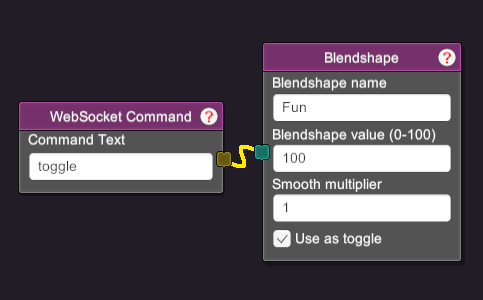 WebSocket Command ?
Command Text
toggle
Blendshape ?
Blendshape name
Fun
Blendshape value (0-100)
100
Smooth multiplier
1
Use as toggle